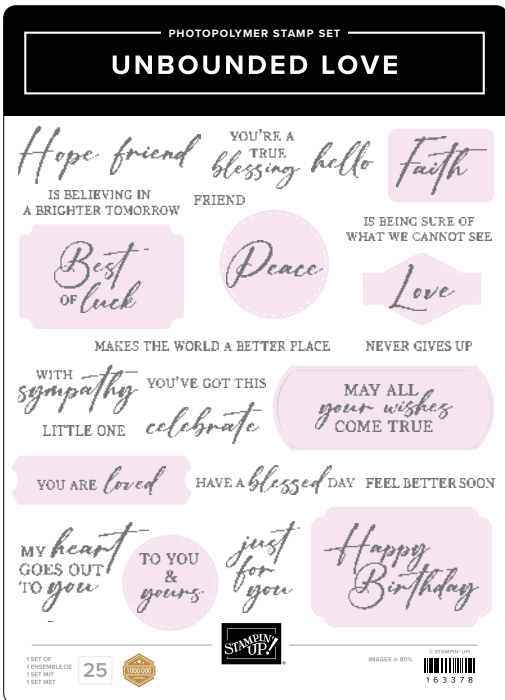 PHOTOPOLYMER STAMP SET
UNBOUNDED LOVE
Hope
friend
YOU'RE A
TRUE
blessing
hello
Faith
IS BELIEVING IN
A BRIGHTER TOMORROW
FRIEND
IS BEING SURE OF
WHAT WE CANNOT SEE
Best
OF luck
Peace
Love
MAKES THE WORLD A BETTER PLACE
NEVER GIVES UP
WITH
sympathy
YOU'VE GOT THIS
LITTLE ONE
celebrate
MAY ALL
your wishes
COME TRUE
YOU ARE loved
HAVE A blessed DAY
FEEL BETTER SOON
MY heart
GOES OUT
TO you
TO YOU
&
yours
just
for
you
Happy
Birthday
1 SET OF
1 ENSEMBLE DE
1 SET MIT
1 SET MET
25
1000 000
STAMPIN' UP!®
IMAGES @ 80%
© STAMPIN' UP!
163378